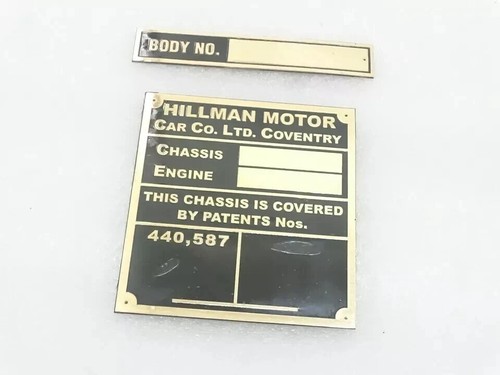 BODY NO.
HILLMAN MOTOR
CAR CO. LTD. COVENTRY
CHASSIS
ENGINE
THIS CHASSIS IS COVERED
BY PATENTS Nos.
440,587